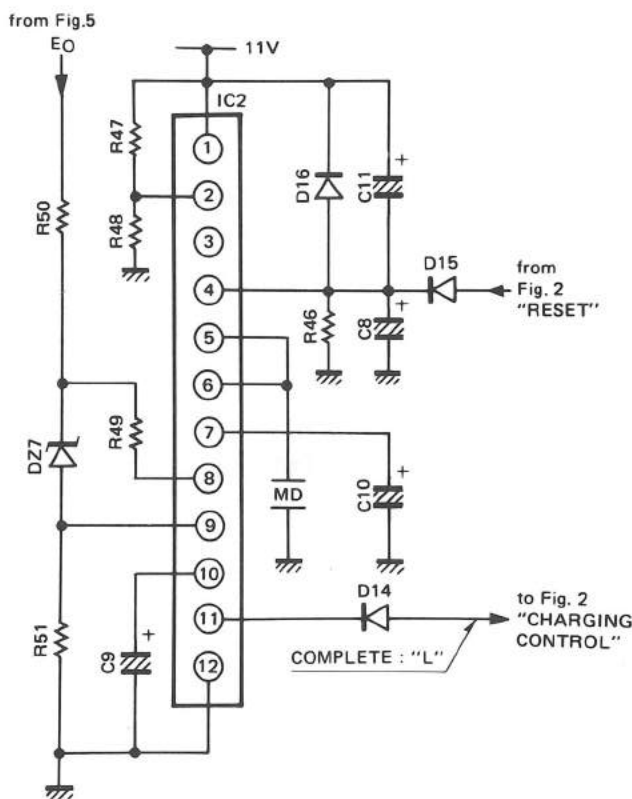 from Fig.5
EO
11V
IC2
R47
1
D16
C11
+
2
R50
R48
3
D15
from
Fig. 2
"RESET"
4
+
R46
C8
5
6
R49
7
+
DZ7
MD
C10
8
9
10
D14
to Fig. 2
"CHARGING
CONTROL"
11
+
R51
C9
COMPLETE : "L"
12